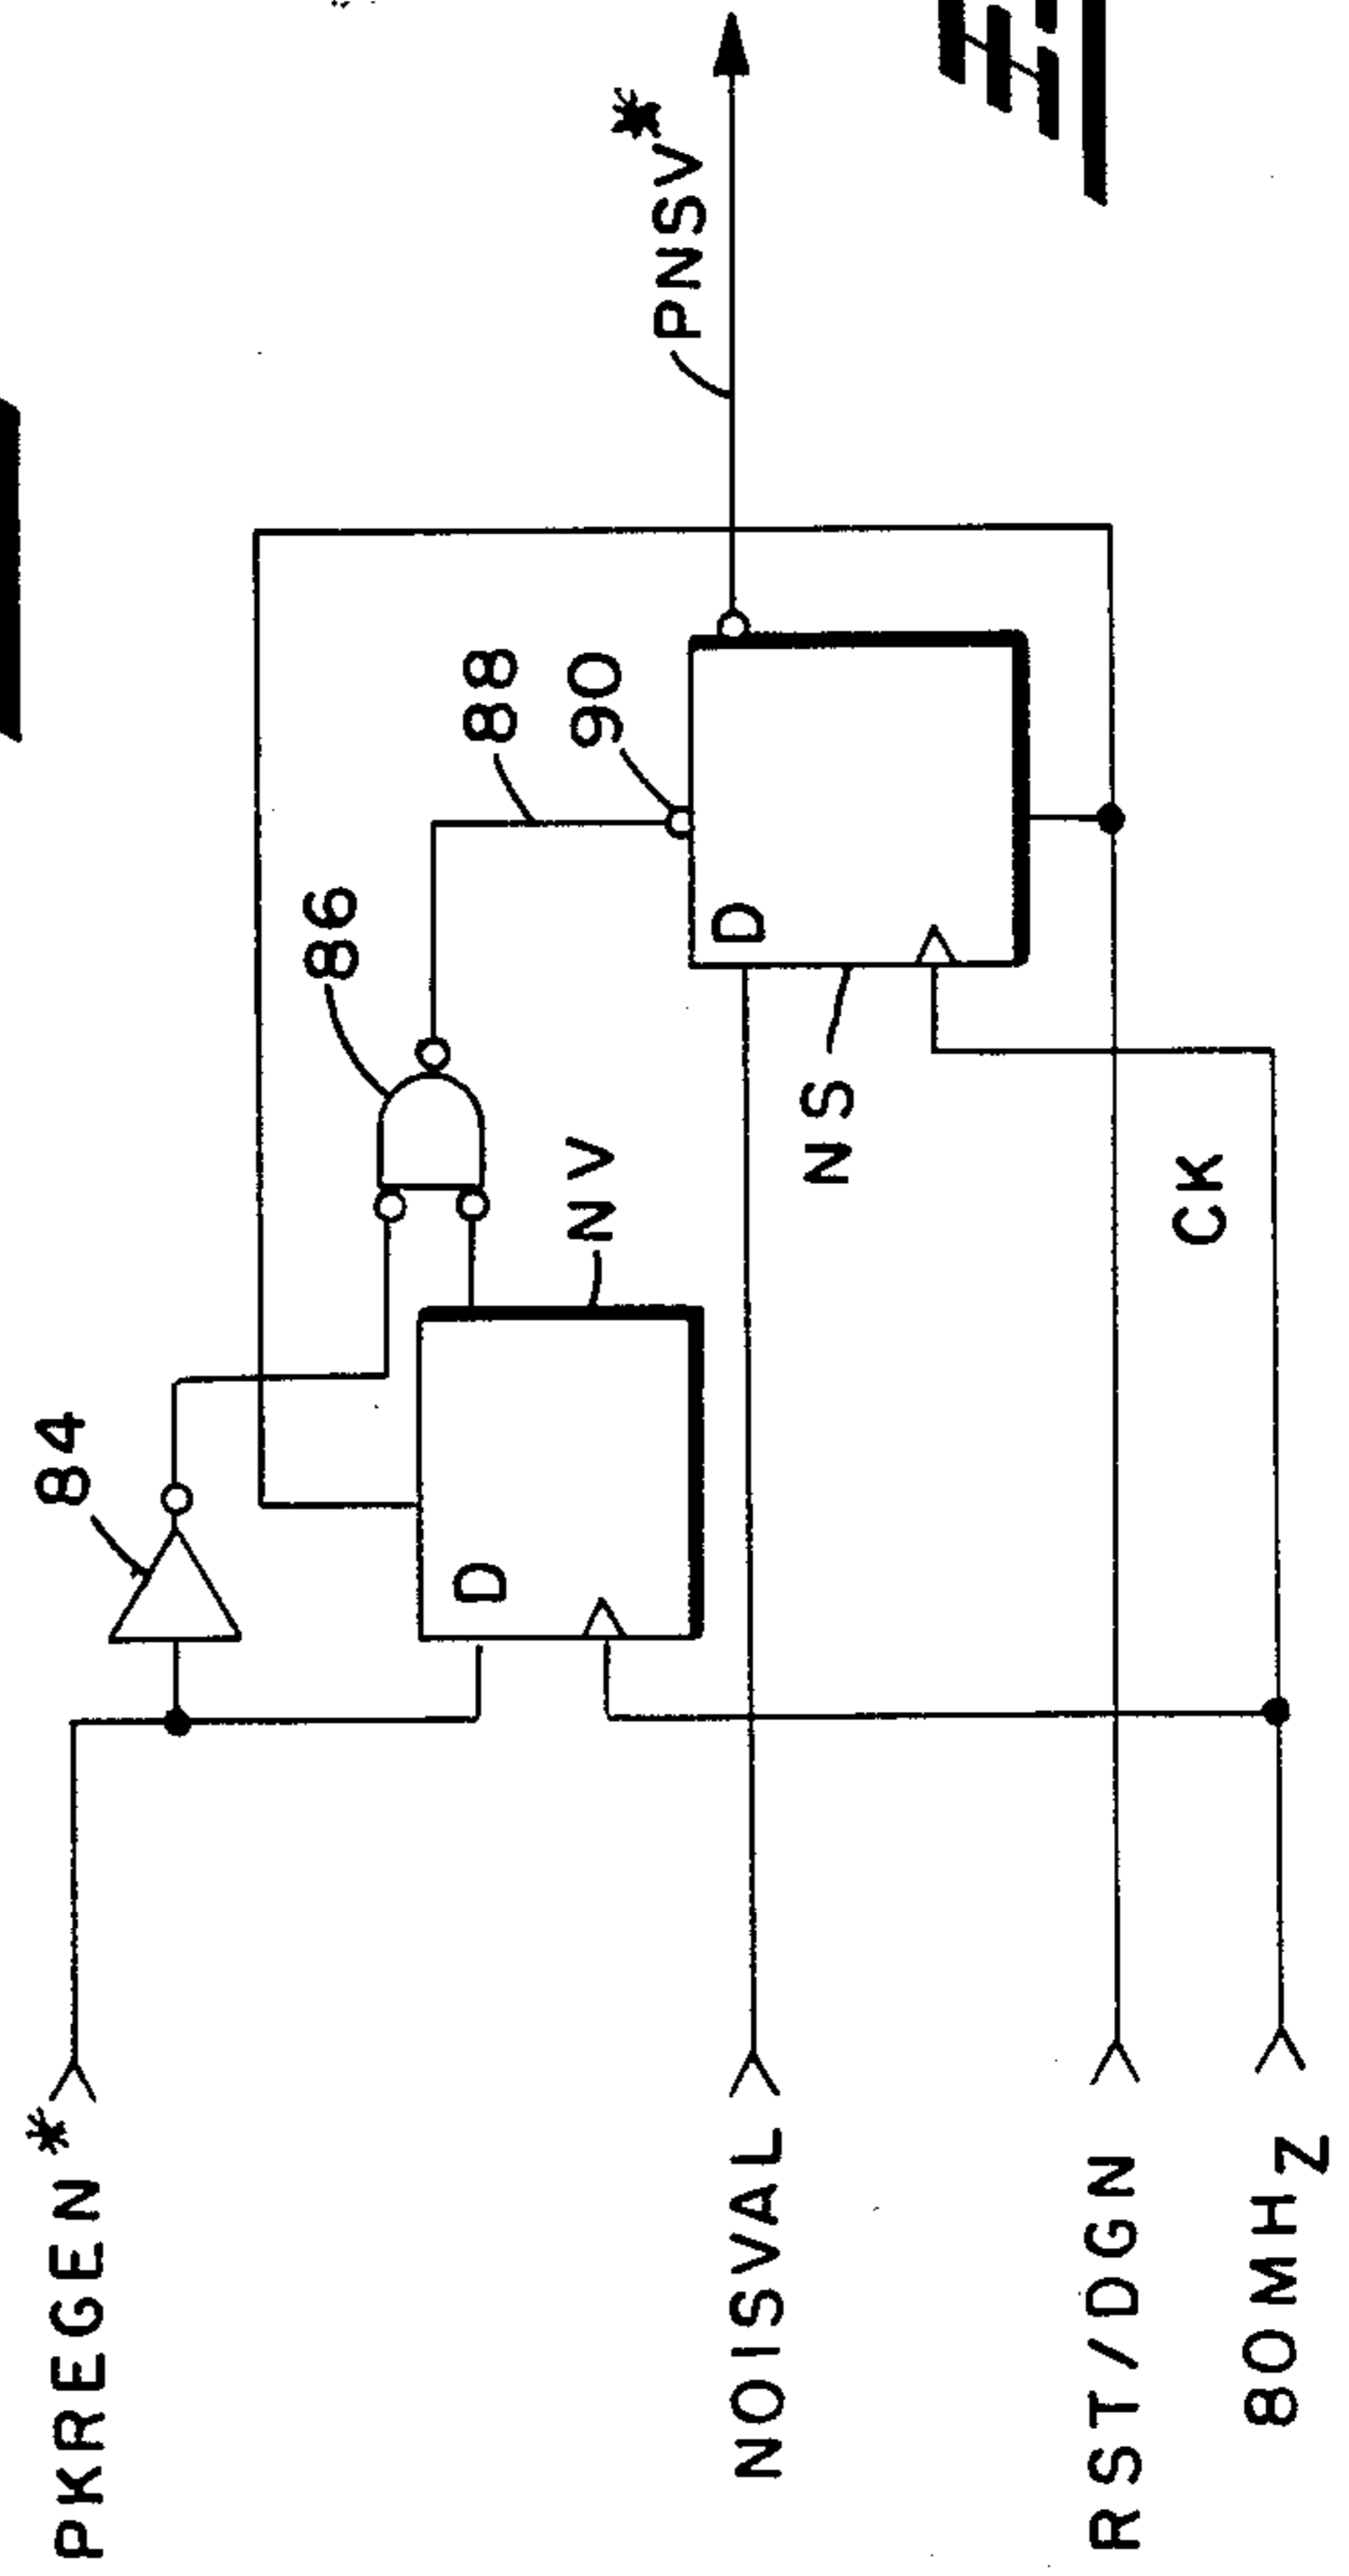 PKREGEN*
84
D
86
NV
88
90
D
PNSV*
NOISVAL
NS
RST/DGN
CK
80MHZ